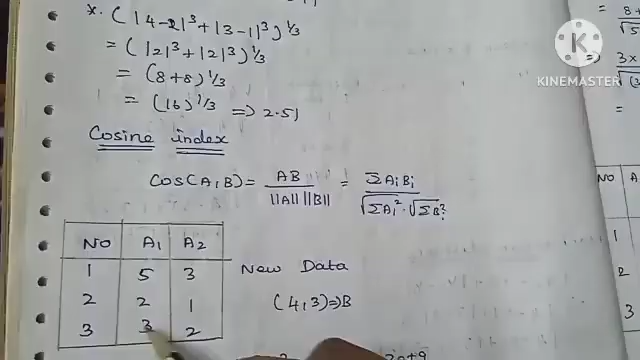 x. (|4-2|³+|3-1|³)^1/3
= (|2|³+|2|³)^1/3
= (8+8)^1/3
= (16)^1/3 => 2.51
Cosine index
Cos(A,B) = AB / ||A|| ||B|| = ΣAiBi / √ΣAi² · √ΣBi²
NO A1 A2
1 5 3 New Data
2 2 1 (4,3)=>B
3 3 2
KINEMASTER
NO
1
2
3